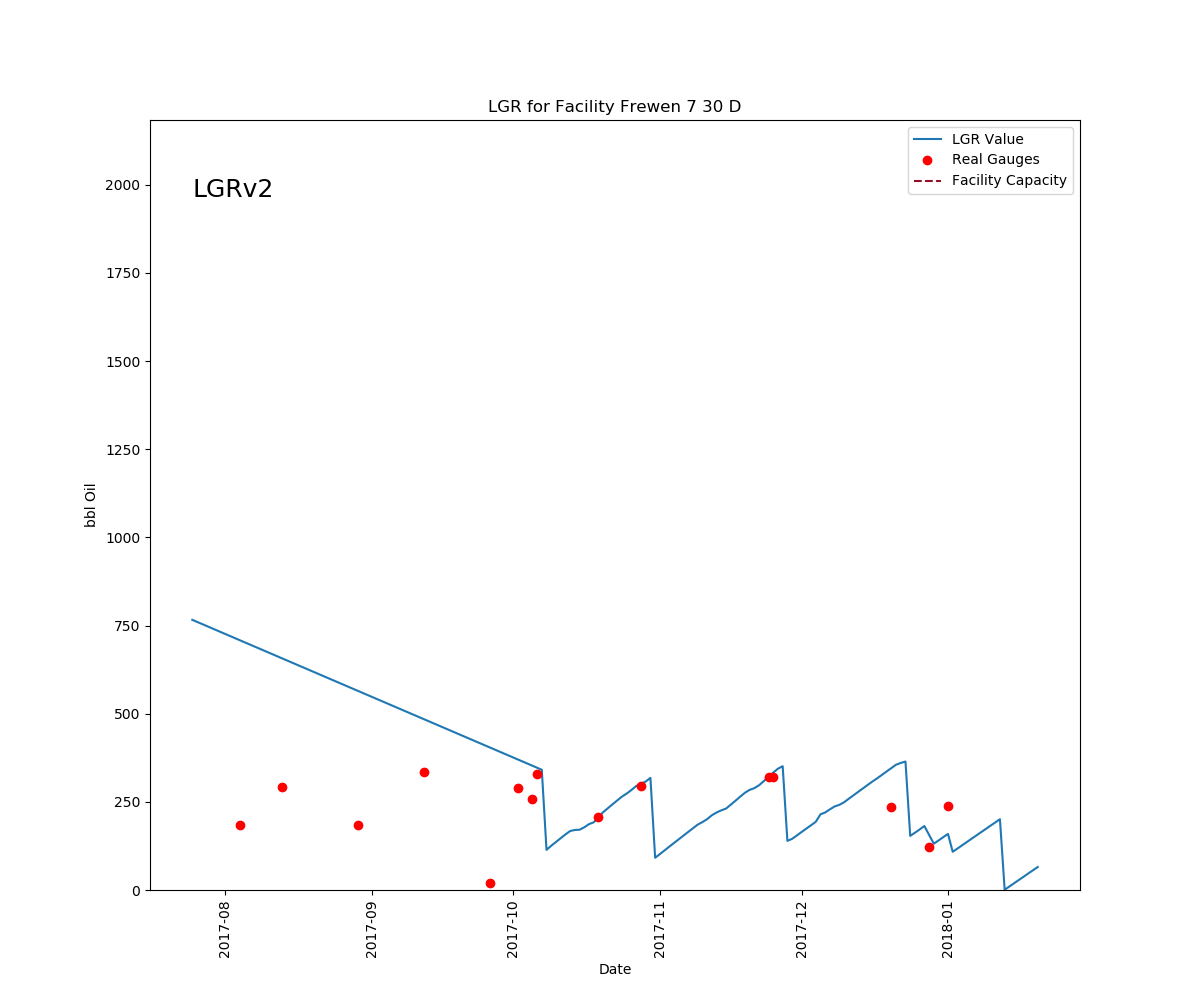 LGR for Facility Frewen 7 30 D
LGRv2
LGR Value
Real Gauges
Facility Capacity
bbl Oil
2000
1750
1500
1250
1000
750
500
250
0
2017-08
2017-09
2017-10
2017-11
2017-12
2018-01
Date